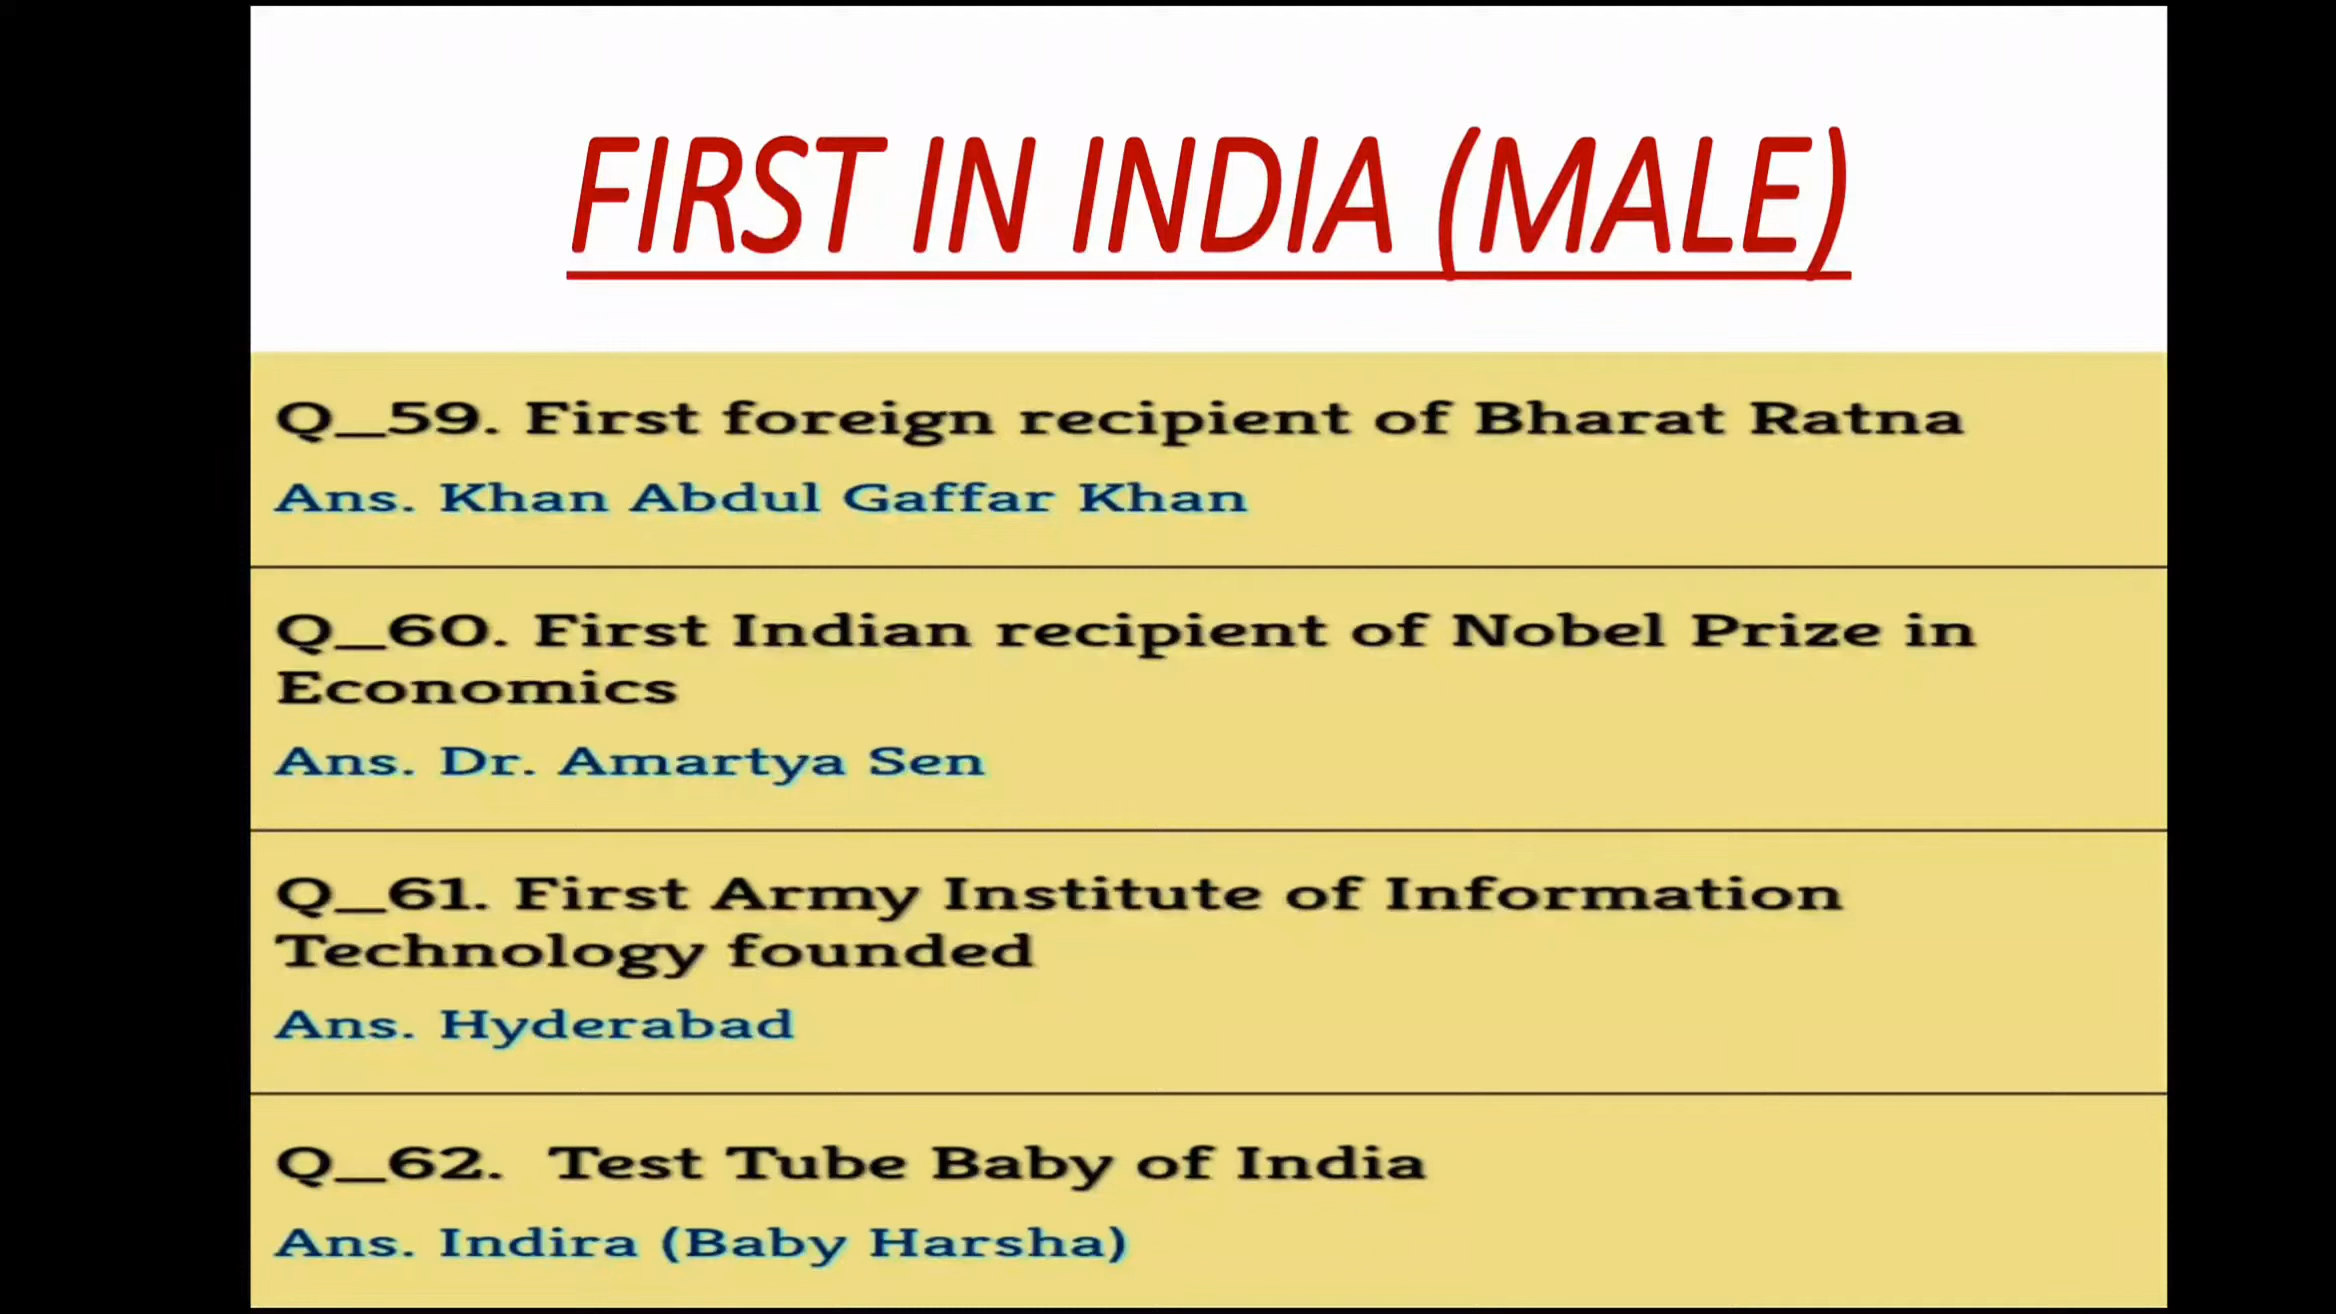 FIRST IN INDIA (MALE)
Q_59. First foreign recipient of Bharat Ratna
Ans. Khan Abdul Gaffar Khan
Q_60. First Indian recipient of Nobel Prize in
Economics
Ans. Dr. Amartya Sen
Q_61. First Army Institute of Information
Technology founded
Ans. Hyderabad
Q_62. Test Tube Baby of India
Ans. Indira (Baby Harsha)